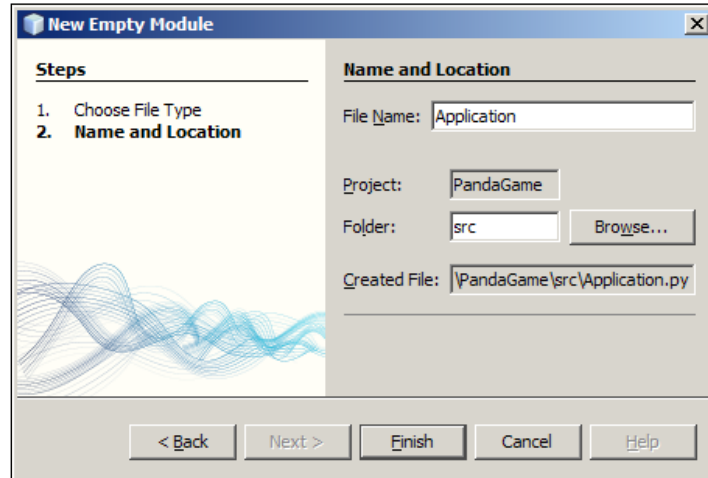 New Empty Module
Steps
1. Choose File Type
2. Name and Location
Name and Location
File Name: Application
Project: PandaGame
Folder: src Browse...
Created File: \PandaGame\src\Application.py
< Back Next > Finish Cancel Help